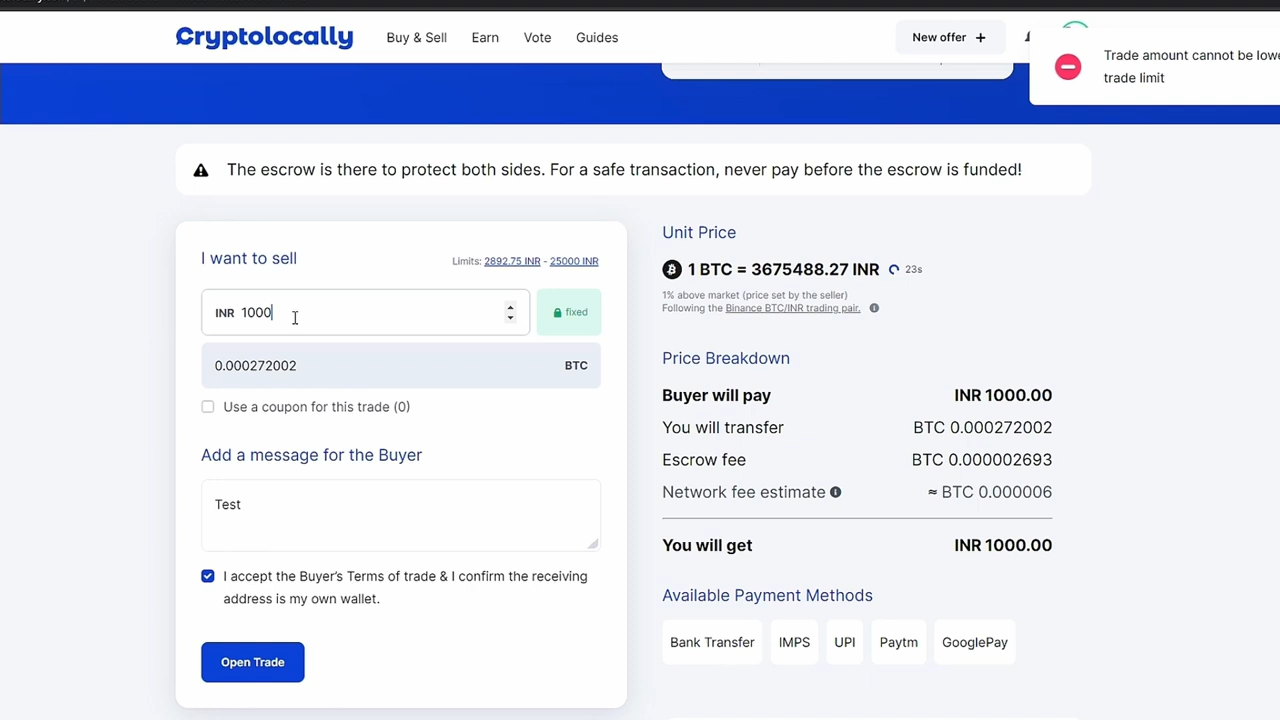 Cryptolocally
Buy & Sell
Earn
Vote
Guides
New offer +
Trade amount cannot be
trade limit
The escrow is there to protect both sides. For a safe transaction, never pay before the escrow is funded!
I want to sell
Limits: 2892.75 INR - 25000 INR
INR 1000
fixed
0.000272002
BTC
Use a coupon for this trade (0)
Add a message for the Buyer
Test
I accept the Buyer's Terms of trade & I confirm the receiving
address is my own wallet.
Open Trade
Unit Price
1 BTC = 3675488.27 INR
23s
1% above market (price set by the seller)
Following the Binance BTC/INR trading pair.
Price Breakdown
Buyer will pay INR 1000.00
You will transfer BTC 0.000272002
Escrow fee BTC 0.000002693
Network fee estimate ≈ BTC 0.000006
You will get INR 1000.00
Available Payment Methods
Bank Transfer
IMPS
UPI
Paytm
GooglePay